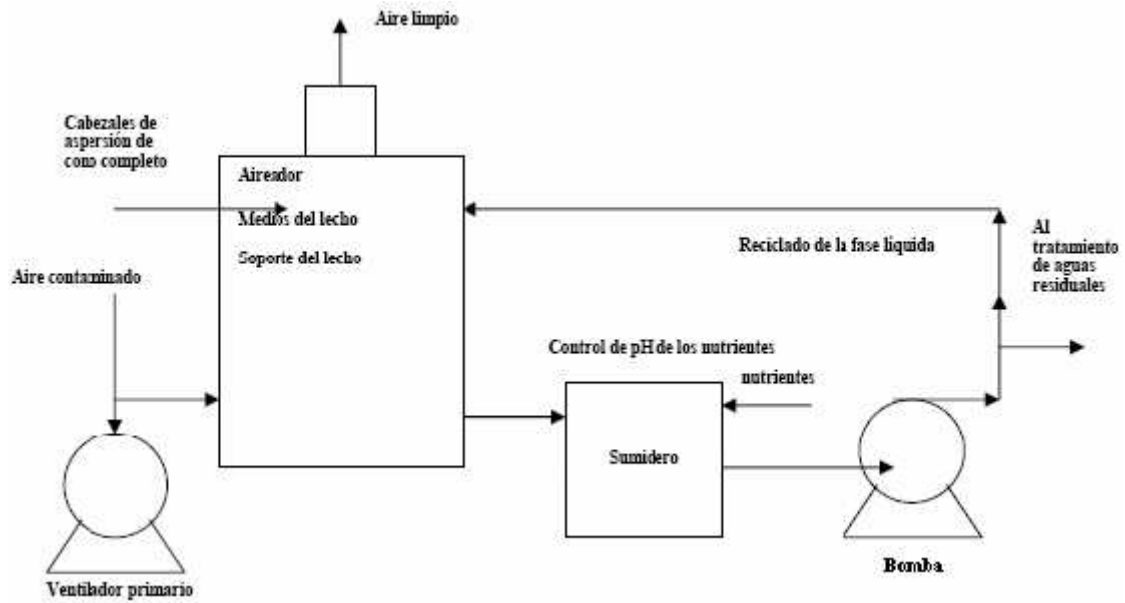 Aire limpio
Cabezales de
aspersión de
cono completo
Aireador
Medios del lecho
Soporte del lecho
Reciclado de la fase líquida
Al
tratamiento
de aguas
residuales
Aire contaminado
Control de pH de los nutrientes
nutrientes
Sumidero
Bomba
Ventilador primario